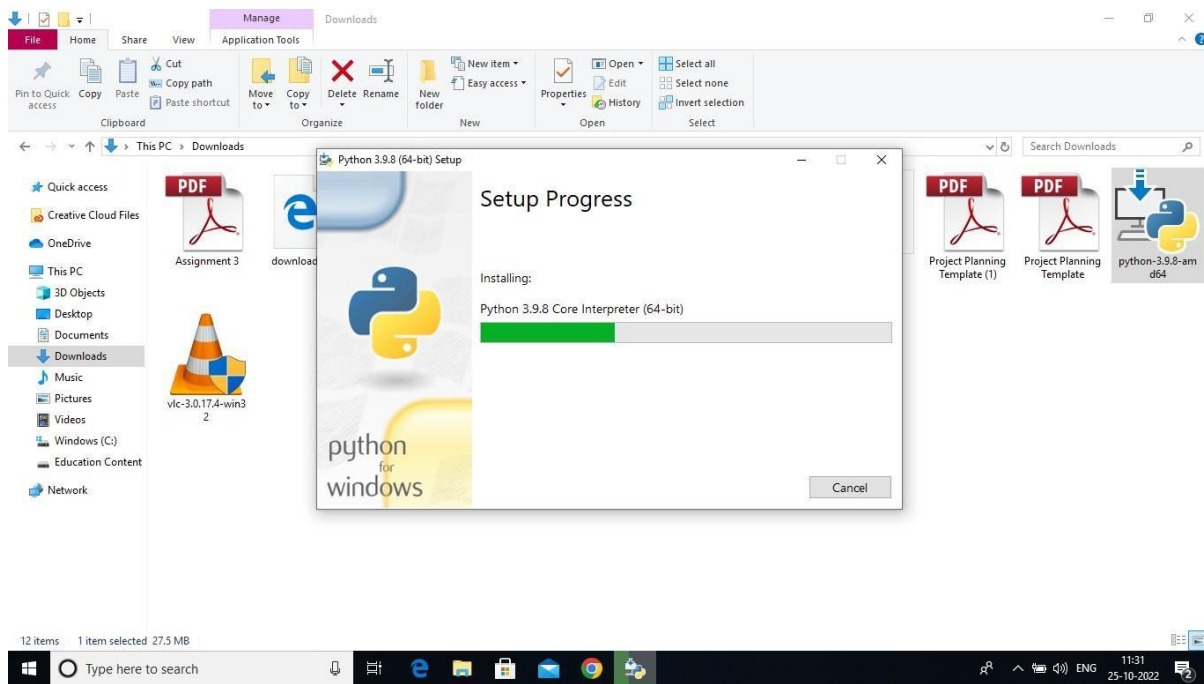 Manage
Downloads
File
Home
Share
View
Application Tools
Pin to Quick access
Copy
Paste
Cut
Copy path
Paste shortcut
Clipboard
Move to
Copy to
Delete
Rename
Organize
New folder
New item
Easy access
New
Properties
Open
Edit
History
Open
Select all
Select none
Invert selection
Select
This PC
Downloads
Search Downloads
Quick access
Creative Cloud Files
OneDrive
This PC
3D Objects
Desktop
Documents
Downloads
Music
Pictures
Videos
Windows (C:)
Education Content
Network
PDF
Assignment 3
download
vlc-3.0.17.4-win3
2
Python 3.9.8 (64-bit) Setup
Setup Progress
Installing:
Python 3.9.8 Core Interpreter (64-bit)
python
for
windows
Cancel
PDF
Project Planning
Template (1)
PDF
Project Planning
Template
python-3.9.8-am
d64
12 items
1 item selected
27.5 MB
Type here to search
ENG
11:31
25-10-2022
2